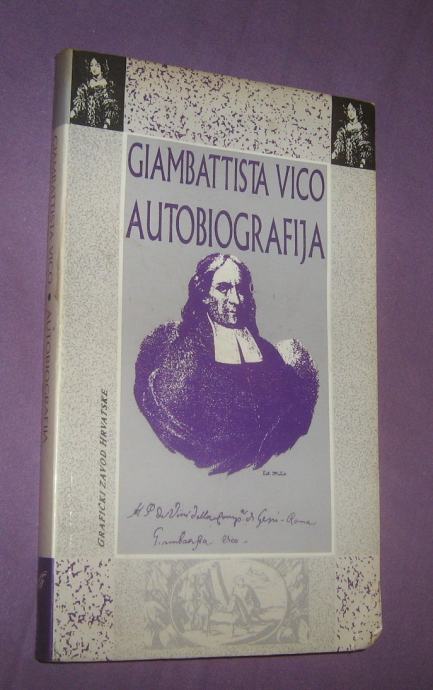 GIAMBATTISTA VICO
AUTOBIOGRAFIJA
GRAFIČKI ZAVOD HRVATSKE
GIAMBATTISTA VICO • AUTOBIOGRAFIJA